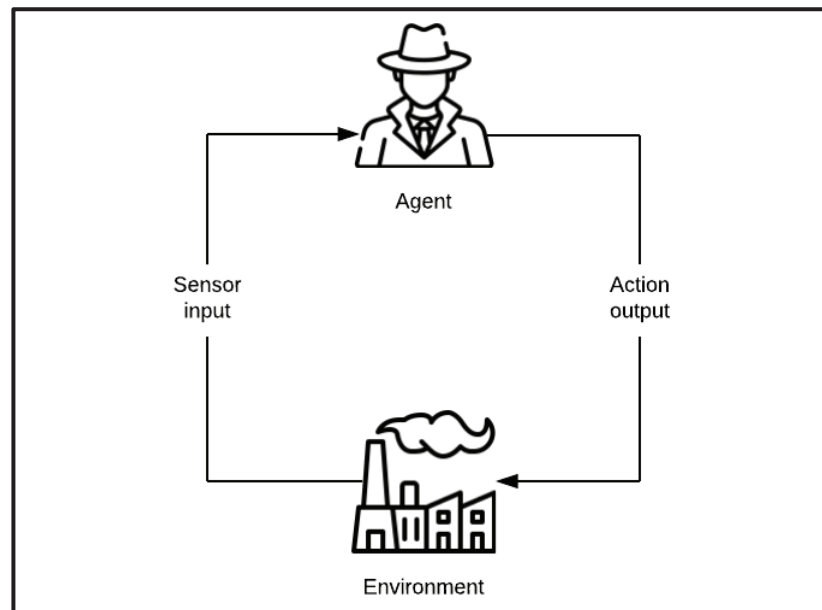 Agent
Sensor
input
Action
output
Environment